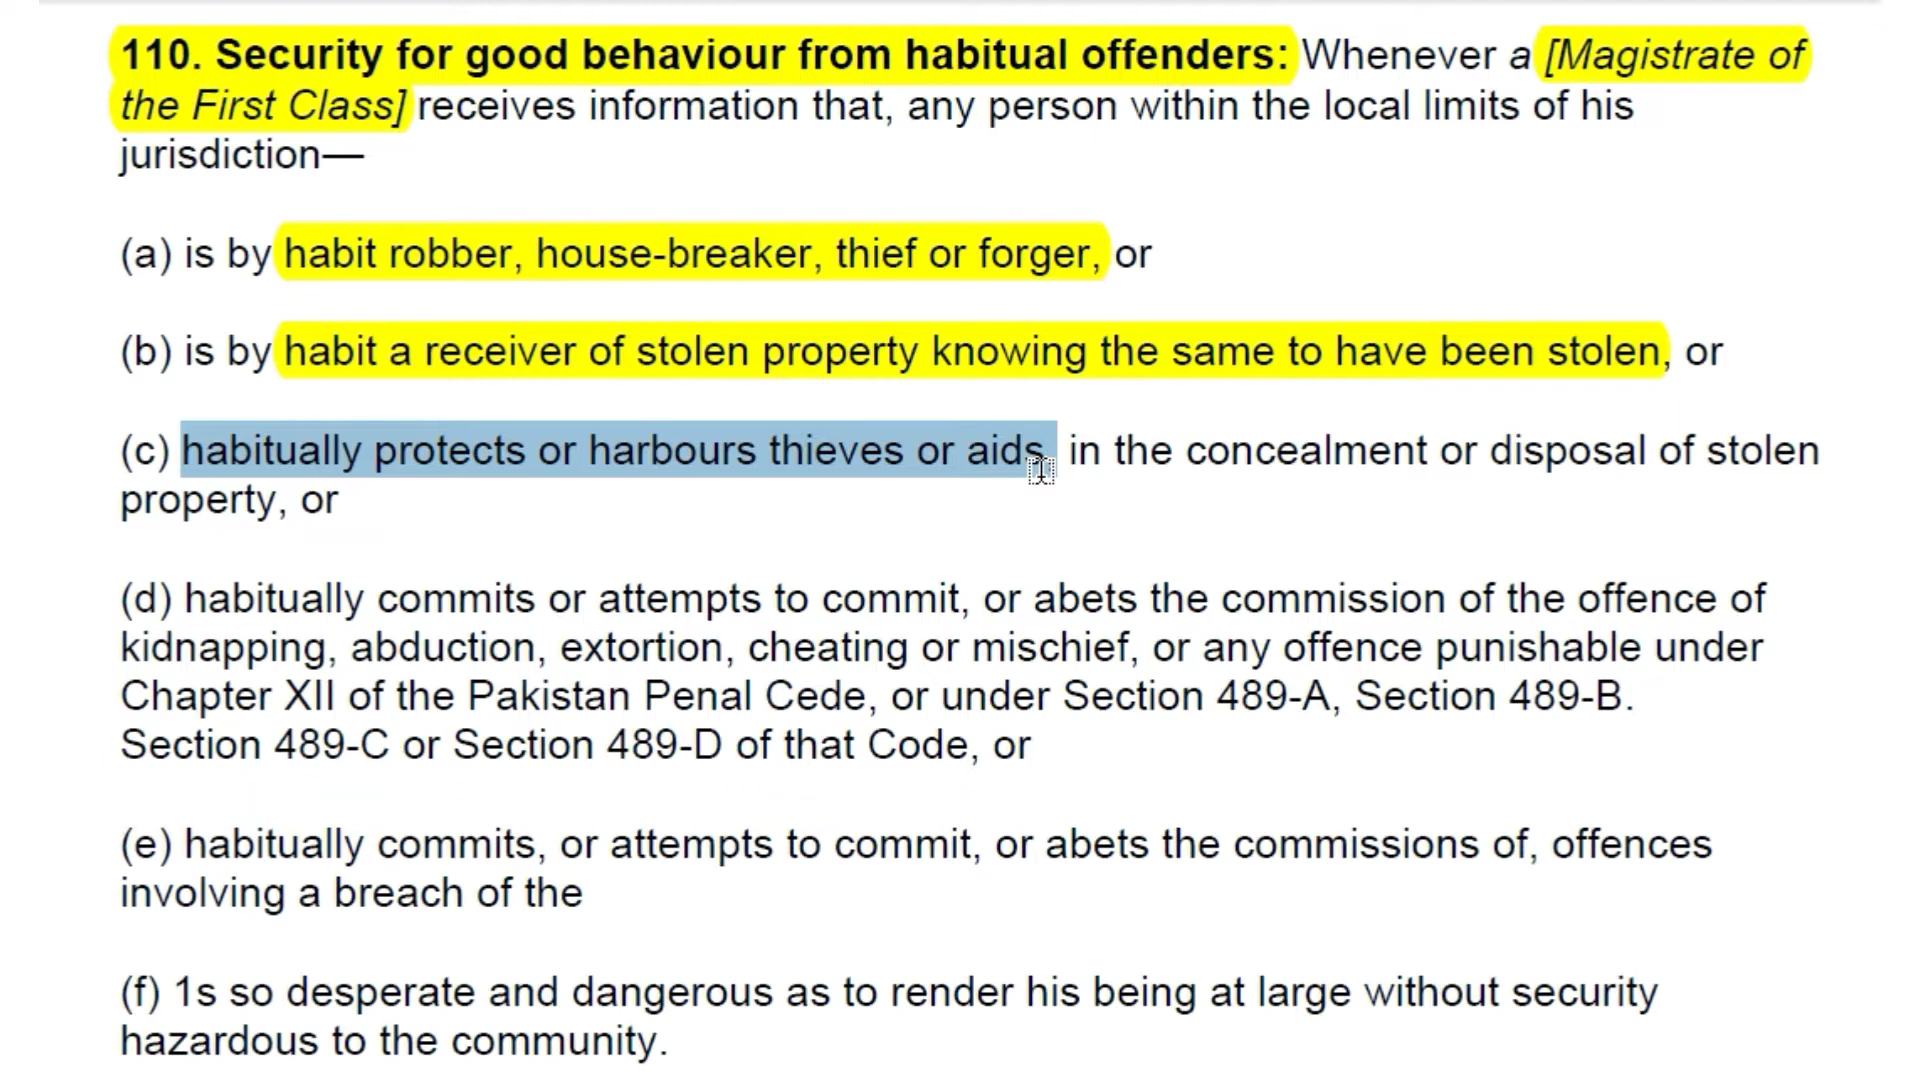 110. Security for good behaviour from habitual offenders: Whenever a [Magistrate of
the First Class] receives information that, any person within the local limits of his
jurisdiction—
(a) is by habit robber, house-breaker, thief or forger, or
(b) is by habit a receiver of stolen property knowing the same to have been stolen, or
(c) habitually protects or harbours thieves or aids, in the concealment or disposal of stolen
property, or
(d) habitually commits or attempts to commit, or abets the commission of the offence of
kidnapping, abduction, extortion, cheating or mischief, or any offence punishable under
Chapter XII of the Pakistan Penal Cede, or under Section 489-A, Section 489-B.
Section 489-C or Section 489-D of that Code, or
(e) habitually commits, or attempts to commit, or abets the commissions of, offences
involving a breach of the
(f) 1s so desperate and dangerous as to render his being at large without security
hazardous to the community.